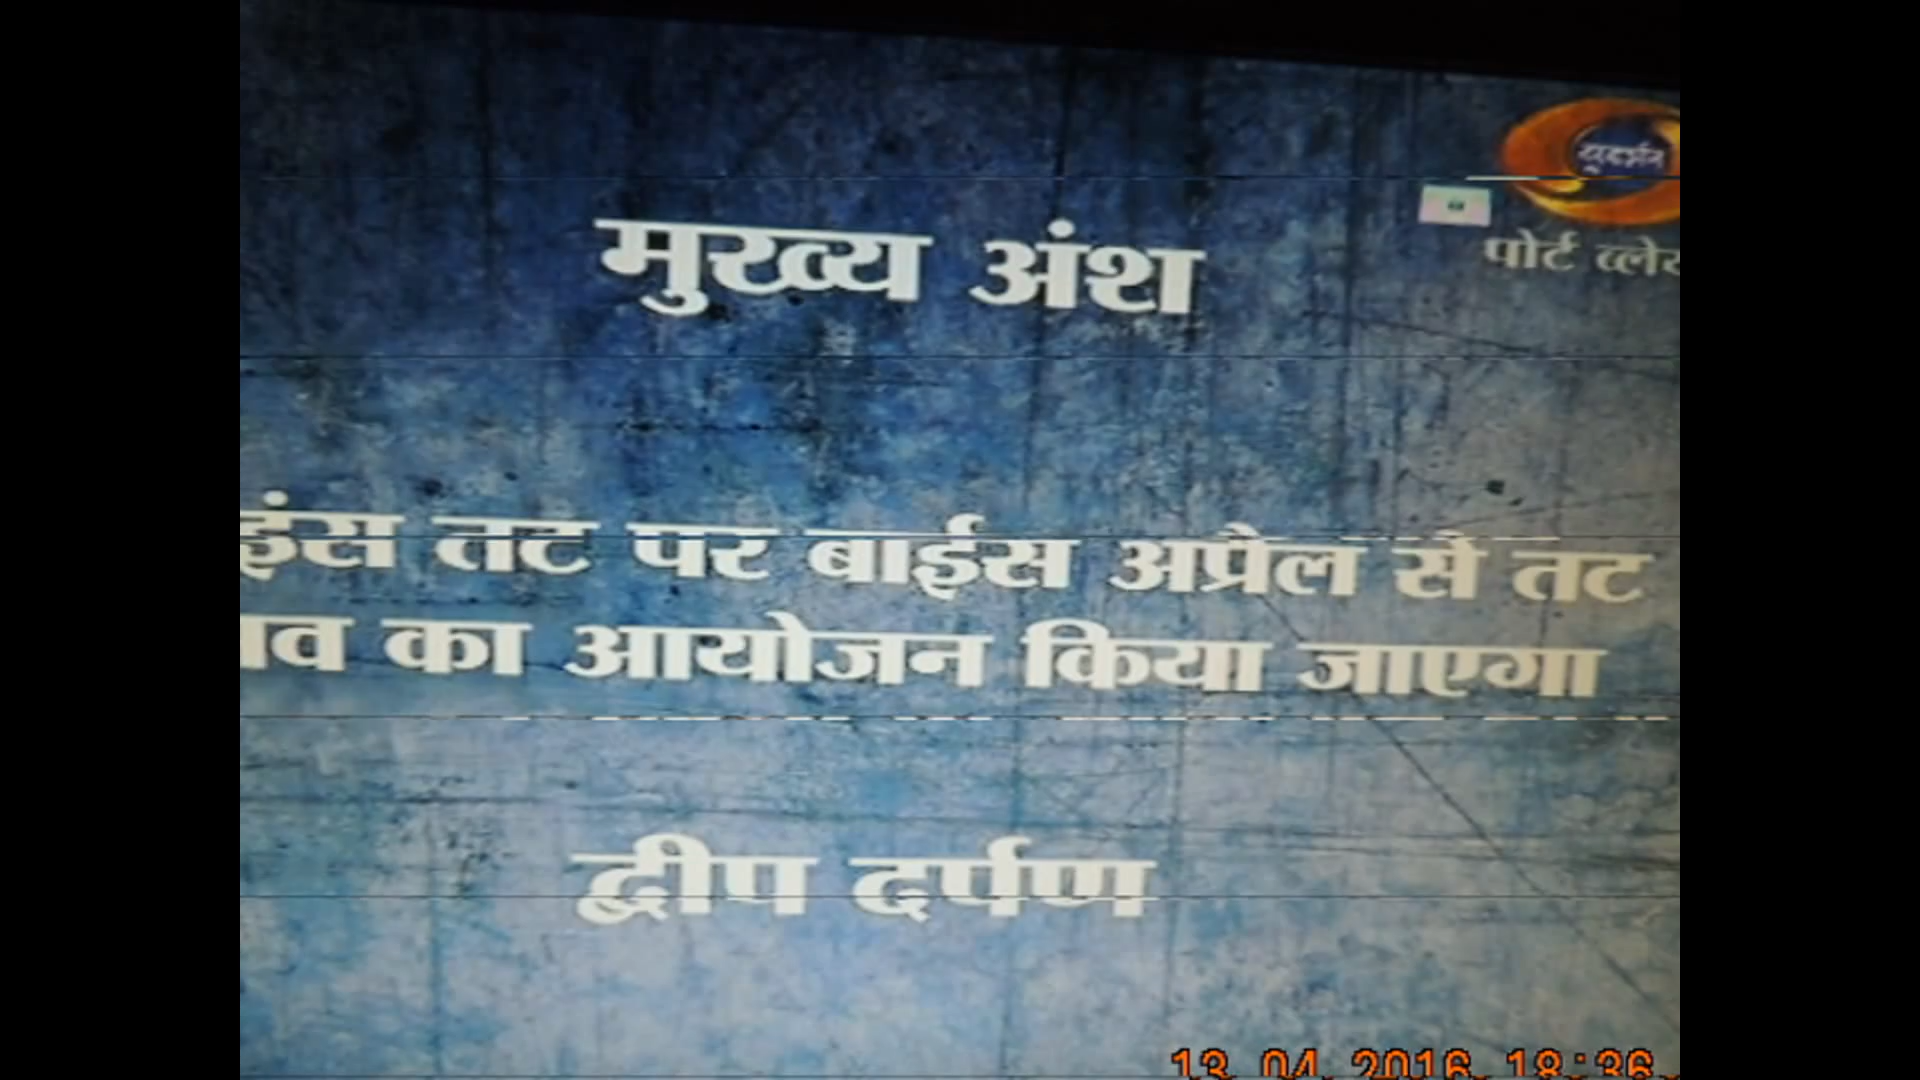 दूरदर्शन
पोर्ट ब्लेय
मुख्य अंश
इंस तट पर बाईस अप्रैल से तट
का आयोजन किया जाएगा
द्वीप दर्पण
13.04.2016 18:36